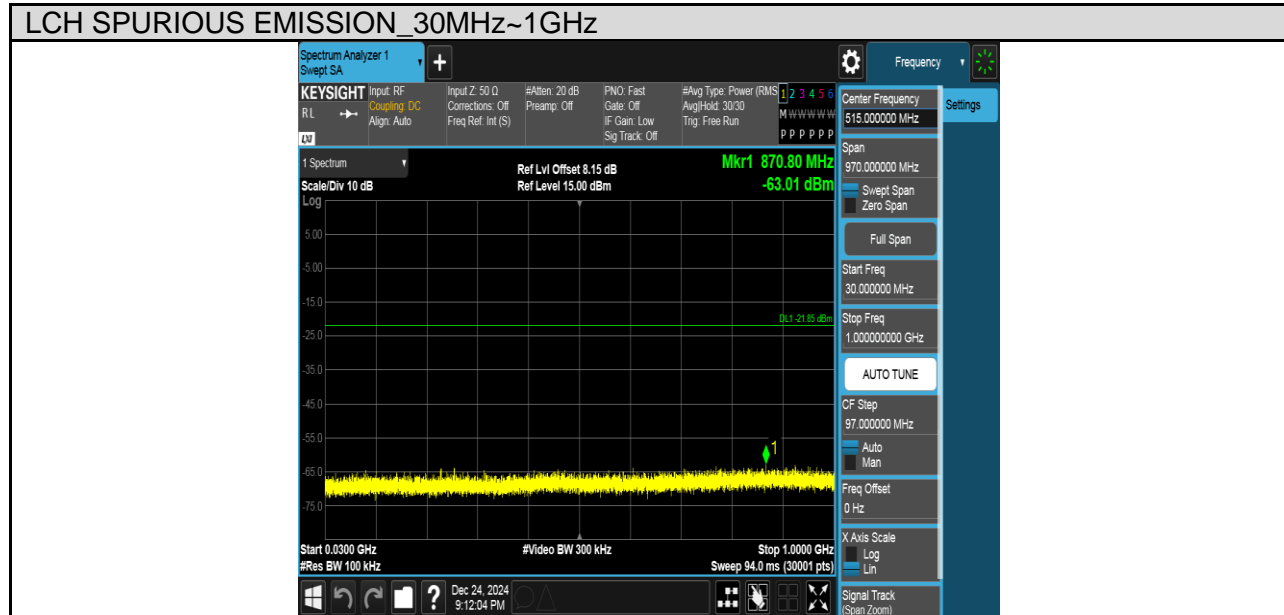 LCH SPURIOUS EMISSION_30MHz~1GHz
Spectrum Analyzer 1
Swept SA
+
Frequency
KEYSIGHT
RL
LXI
Input: RF
Coupling: DC
Align: Auto
Input Z: 50 Ω
Corrections: Off
Freq Ref: Int (S)
#Atten: 20 dB
Preamp: Off
PNO: Fast
Gate: Off
IF Gain: Low
Sig Track: Off
#Avg Type: Power (RMS
Avg|Hold: 30/30
Trig: Free Run
1 2 3 4 5 6
M W W W W W
P P P P P P
1 Spectrum
Scale/Div 10 dB
Log
Ref Lvl Offset 8.15 dB
Ref Level 15.00 dBm
Mkr1 870.80 MHz
-63.01 dBm
5.00
-5.00
-15.0
DL1 -21.85 dBm
-25.0
-35.0
-45.0
-55.0
1
-65.0
-75.0
Start 0.0300 GHz
#Video BW 300 kHz
Stop 1.0000 GHz
#Res BW 100 kHz
Sweep 94.0 ms (30001 pts)
?
Dec 24, 2024
9:12:04 PM
Center Frequency
515.000000 MHz
Settings
Span
970.000000 MHz
Swept Span
Zero Span
Full Span
Start Freq
30.000000 MHz
Stop Freq
1.000000000 GHz
AUTO TUNE
CF Step
97.000000 MHz
Auto
Man
Freq Offset
0 Hz
X Axis Scale
Log
Lin
Signal Track
(Span Zoom)